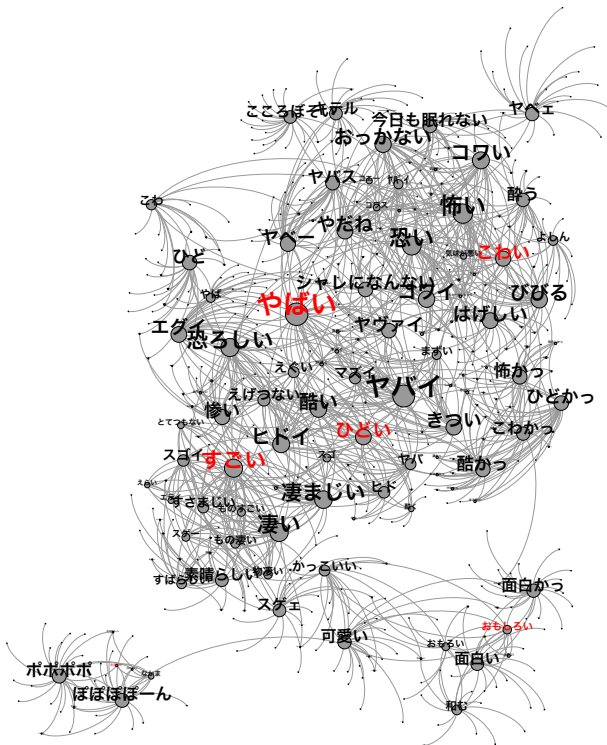 ヤベェ
こころぼそい
モテル
今日も眠れない
おっかない
コワい
ヤバス
酔う
こわ
怖い
やだね
ヤベー
恐い
こわい
ひど
シャレになんない
コワイ
びびる
やば
やばい
はげしい
エグイ
ヤヴァイ
恐ろしい
まずい
えぐい
マズイ
怖かっ
ヤバイ
えげつない
酷い
ひどかっ
惨い
とてつもない
きつい
ひどい
こわかっ
ヒドイ
スゴイ
すごい
ヤバ
酷かっ
凄まじい
ヒド
すさまじい
ものすごい
凄い
もの凄い
かっこいい
素晴らしい
すばらしい
スゲェ
面白かっ
おもしろい
可愛い
おもろい
面白い
ポポポポ
ぽぽぽぽーん
和む